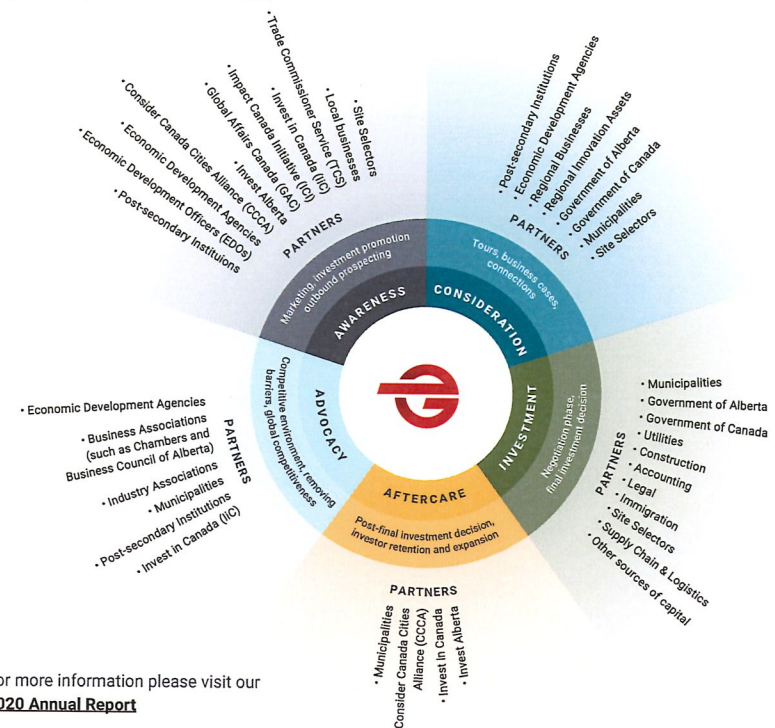 • Trade Commissioner Service (TCS)
• Local businesses
• Site Selectors
• Impact Canada Initiative (ICI)
• Invest in Canada (IiC)
• Global Affairs Canada (GAC)
• Invest Alberta
• Consider Canada Cities Alliance (CCCA)
• Economic Development Agencies
• Economic Development Officers (EDOs)
• Post-secondary Instituions
PARTNERS
Marketing, investment promotion
outbound prospecting
AWARENESS
• Post-secondary Institutions
• Economic Development Agencies
• Regional Businesses
• Regional Innovation Assets
• Government of Alberta
• Government of Canada
• Municipalities
• Site Selectors
PARTNERS
Tours, business cases,
connections
CONSIDERATION
• Municipalities
• Government of Alberta
• Government of Canada
• Utilities
• Construction
• Accounting
• Legal
• Immigration
• Site Selectors
• Supply Chain & Logistics
• Other sources of capital
PARTNERS
Negotiation phase,
final investment decision
INVESTMENT
AFTERCARE
Post-final investment decision,
investor retention and expansion
PARTNERS
• Municipalities
Consider Canada Cities
Alliance (CCCA)
• Invest In Canada
• Invest Alberta
ADVOCACY
Competitive environment, removing
barriers, global competitiveness
PARTNERS
• Economic Development Agencies
• Business Associations
(such as Chambers and
Business Council of Alberta)
• Industry Associations
• Municipalities
• Post-secondary Institutions
• Invest in Canada (IiC)
or more information please visit our
020 Annual Report